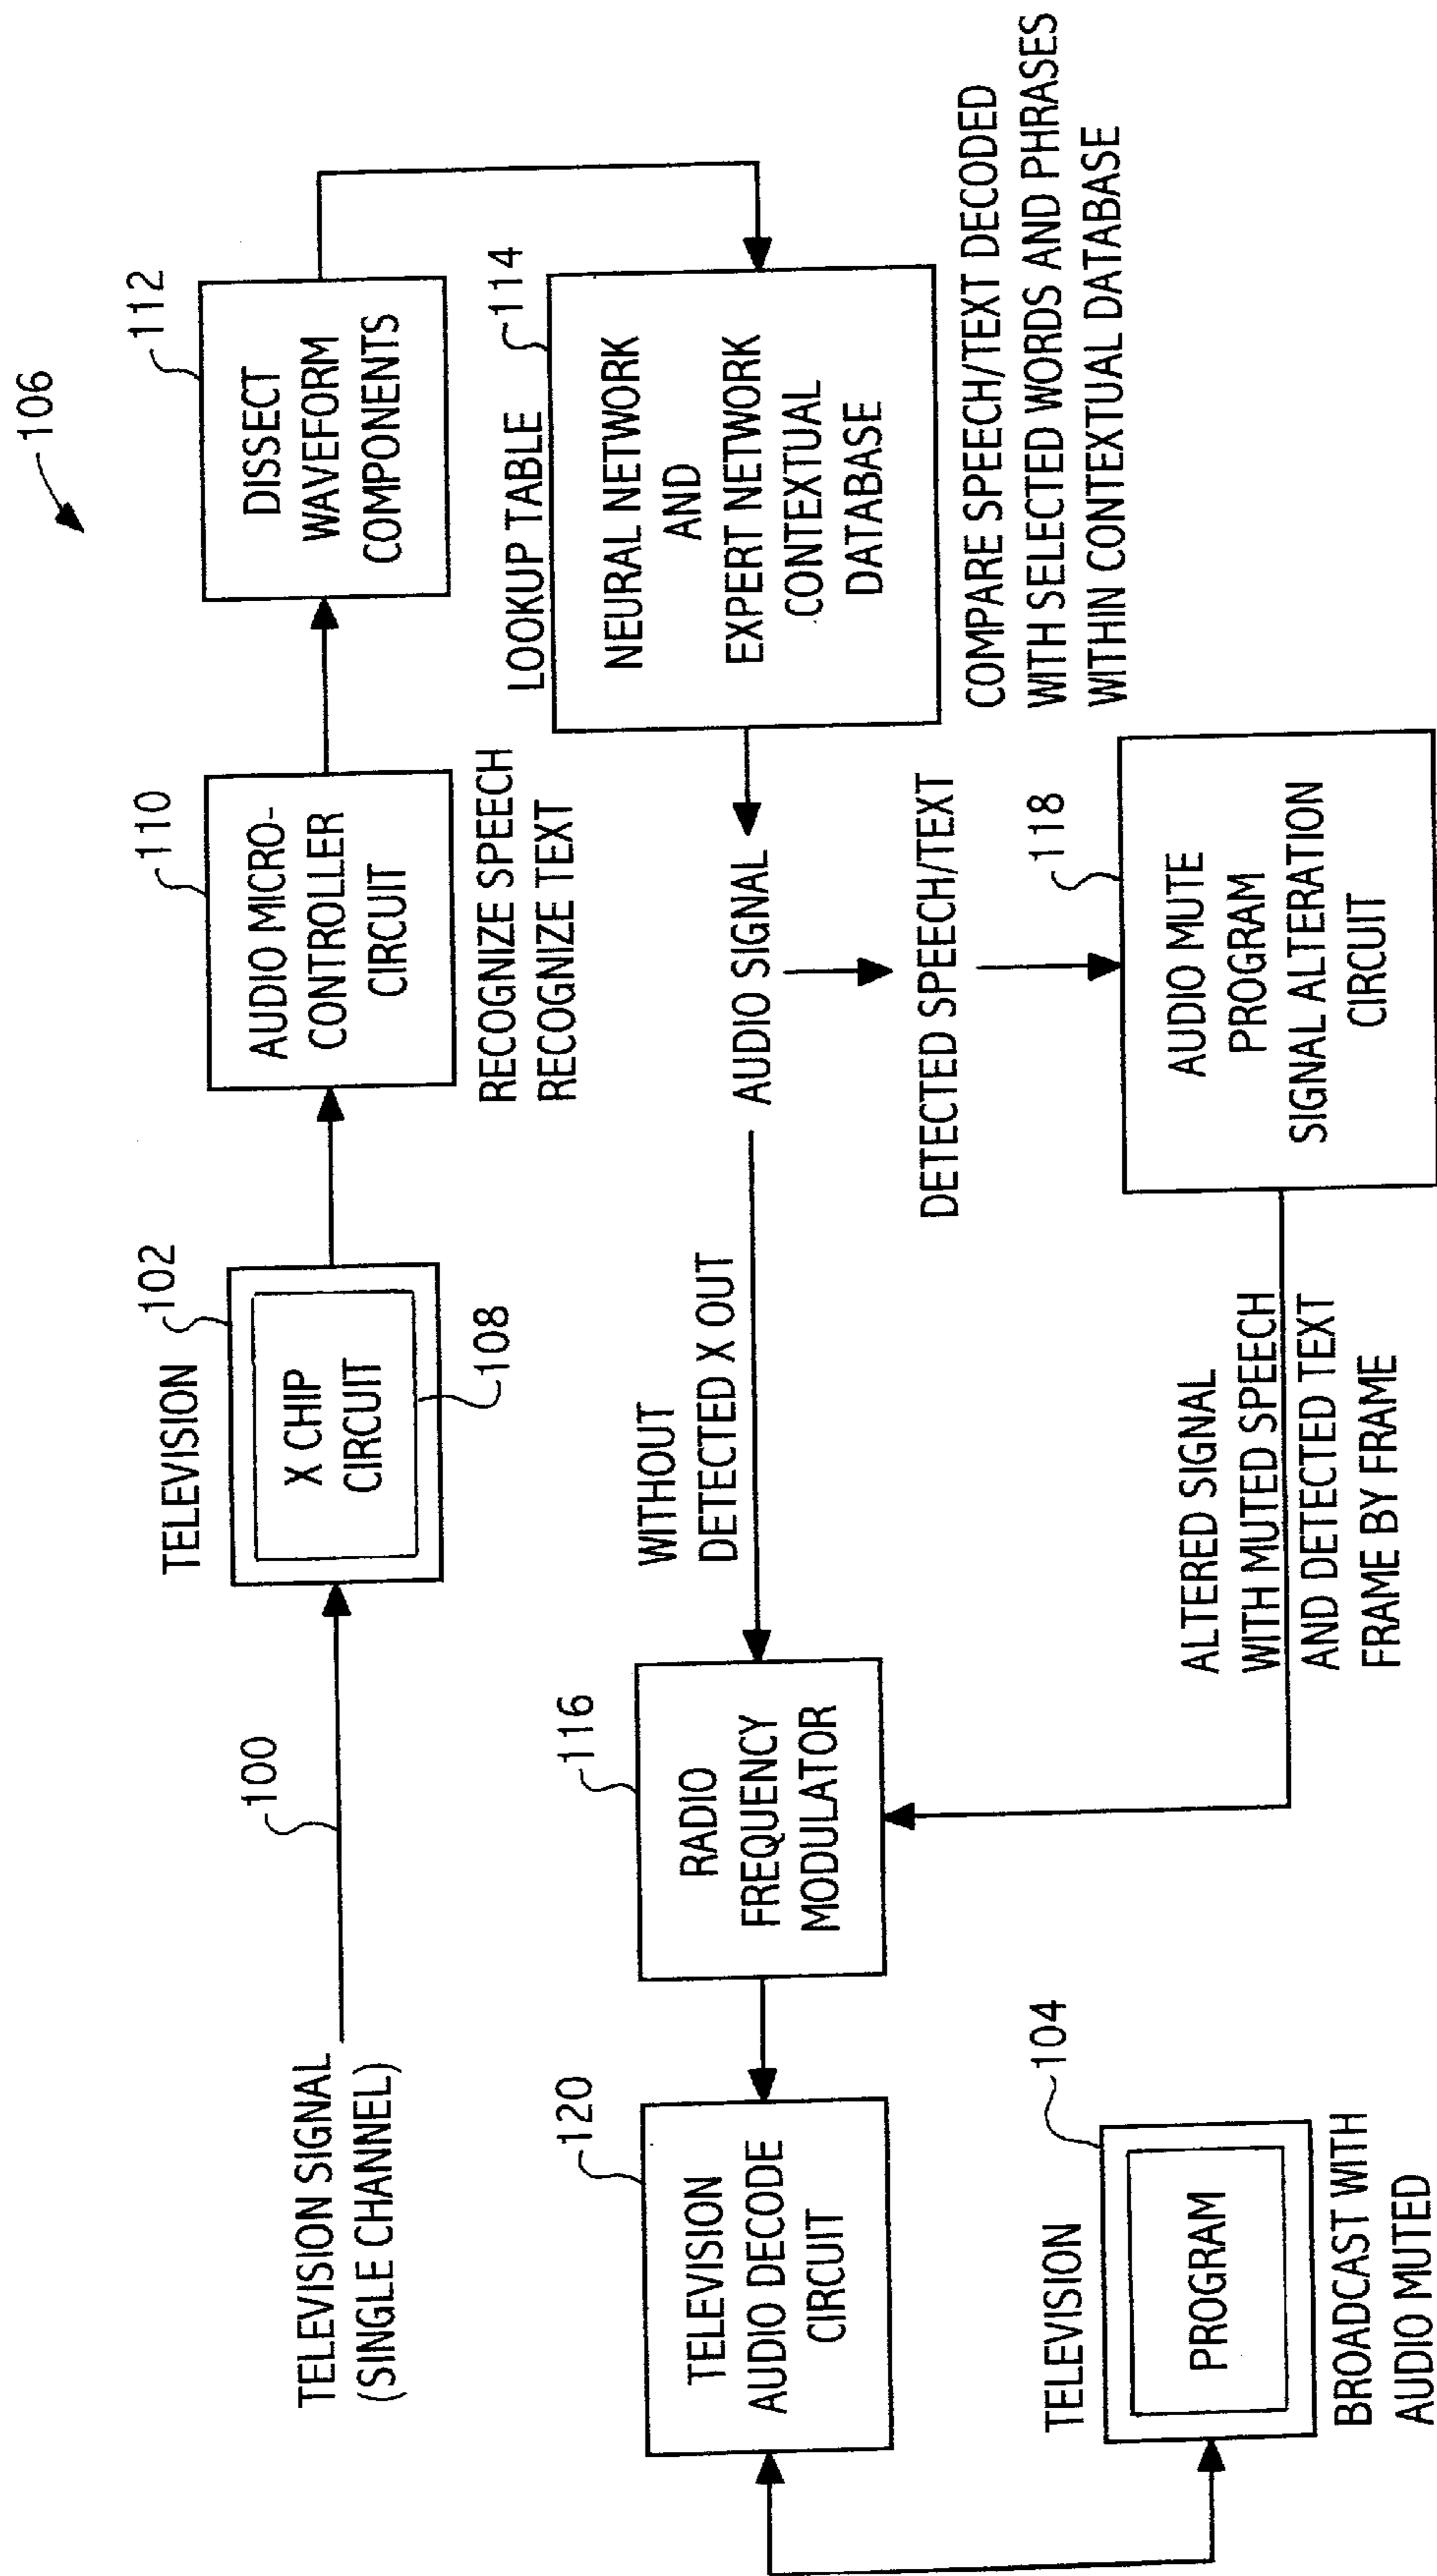 106
TELEVISION SIGNAL
(SINGLE CHANNEL)
100
TELEVISION
102
X CHIP
CIRCUIT
108
110
AUDIO MICRO-
CONTROLLER
CIRCUIT
RECOGNIZE SPEECH
RECOGNIZE TEXT
112
DISSECT
WAVEFORM
COMPONENTS
LOOKUP TABLE
114
NEURAL NETWORK
AND
EXPERT NETWORK
CONTEXTUAL
DATABASE
COMPARE SPEECH/TEXT DECODED
WITH SELECTED WORDS AND PHRASES
WITHIN CONTEXTUAL DATABASE
AUDIO SIGNAL
WITHOUT
DETECTED X OUT
DETECTED SPEECH/TEXT
118
AUDIO MUTE
PROGRAM
SIGNAL ALTERATION
CIRCUIT
ALTERED SIGNAL
WITH MUTED SPEECH
AND DETECTED TEXT
FRAME BY FRAME
116
RADIO
FREQUENCY
MODULATOR
120
TELEVISION
AUDIO DECODE
CIRCUIT
TELEVISION
104
PROGRAM
BROADCAST WITH
AUDIO MUTED